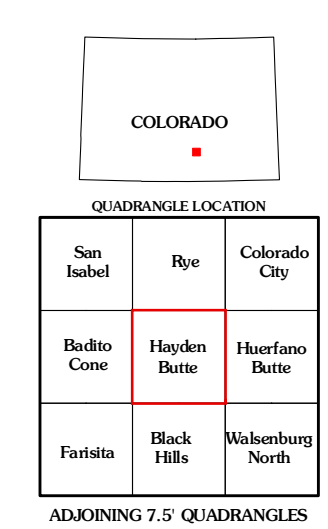 COLORADO
QUADRANGLE LOCATION
San
Isabel
Rye
Colorado
City
Badito
Cone
Hayden
Butte
Huerfano
Butte
Farisita
Black
Hills
Walsenburg
North
ADJOINING 7.5' QUADRANGLES